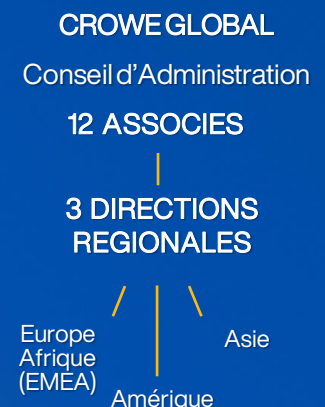 CROWE GLOBAL
Conseil d’Administration
12 ASSOCIES
3 DIRECTIONS
REGIONALES
Europe
Afrique
(EMEA)
Asie
Amérique